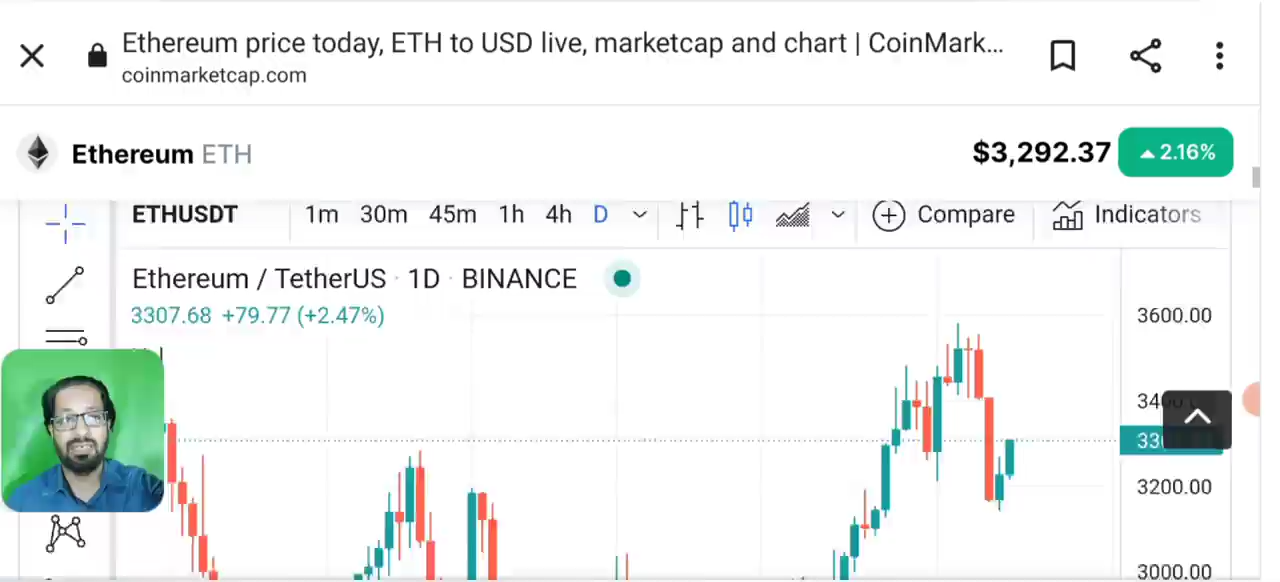 Ethereum price today, ETH to USD live, marketcap and chart | CoinMark...
coinmarketcap.com
Ethereum ETH
$3,292.37
2.16%
ETHUSDT 1m 30m 45m 1h 4h D Compare Indicators
Ethereum / TetherUS · 1D · BINANCE
3307.68 +79.77 (+2.47%)
3600.00
3200.00
3000.00